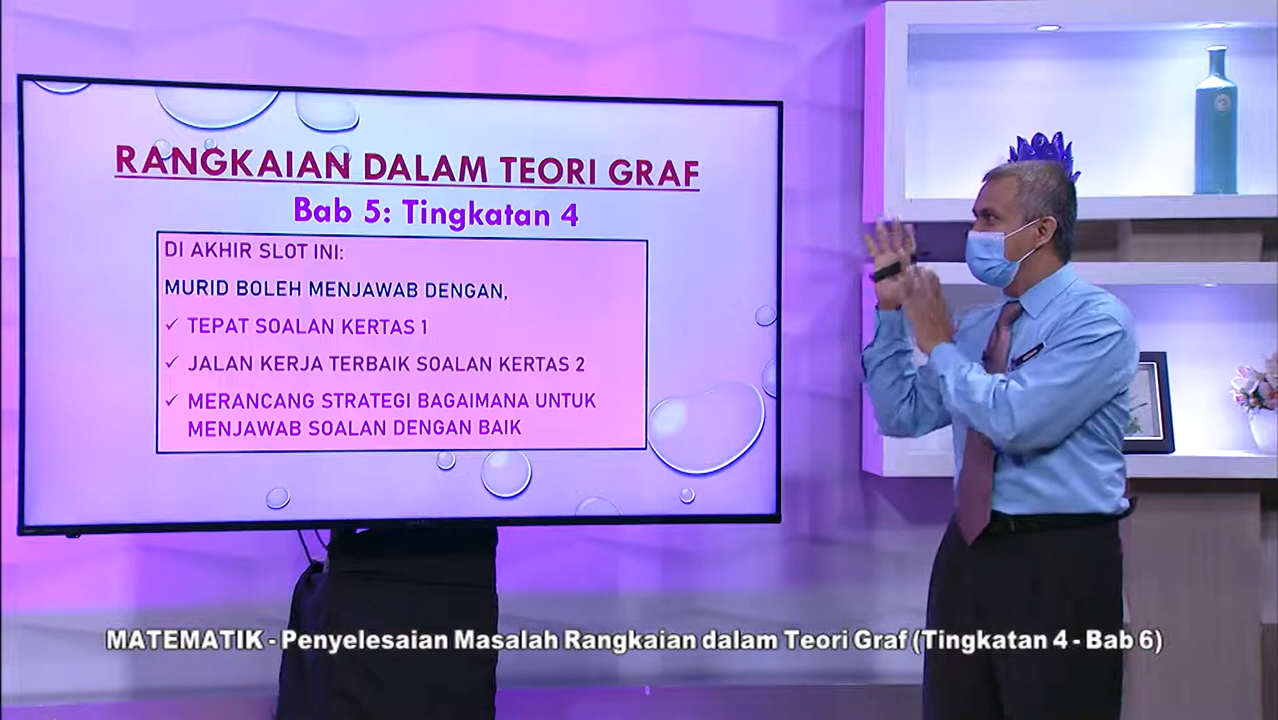 RANGKAIAN DALAM TEORI GRAF
Bab 5: Tingkatan 4
DI AKHIR SLOT INI:
MURID BOLEH MENJAWAB DENGAN,
✓ TEPAT SOALAN KERTAS 1
✓ JALAN KERJA TERBAIK SOALAN KERTAS 2
✓ MERANCANG STRATEGI BAGAIMANA UNTUK
MENJAWAB SOALAN DENGAN BAIK
MATEMATIK - Penyelesaian Masalah Rangkaian dalam Teori Graf (Tingkatan 4 - Bab 6)